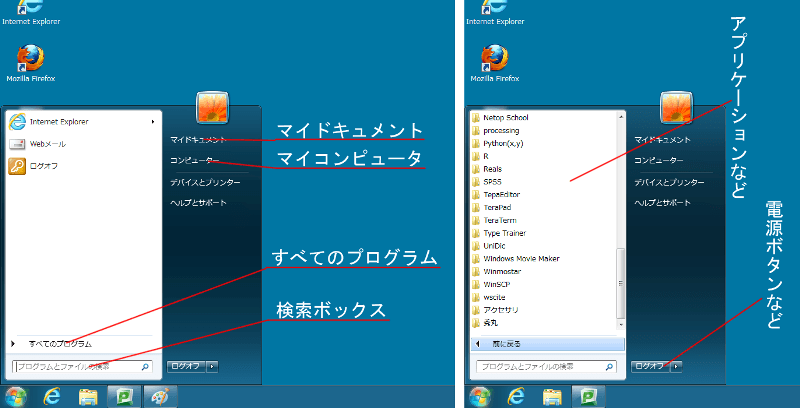 Internet Explorer
Mozilla Firefox
Internet Explorer
Webメール
ログオフ
すべてのプログラム
プログラムとファイルの検索
マイドキュメント
コンピューター
デバイスとプリンター
ヘルプとサポート
ログオフ
マイドキュメント
マイコンピュータ
すべてのプログラム
検索ボックス
Internet Explorer
Mozilla Firefox
Netop School
processing
Python(x,y)
R
Reals
SPSS
TepaEditor
TeraPad
TeraTerm
Type Trainer
UniDic
Windows Movie Maker
Winmostar
WinSCP
wscite
アクセサリ
秀丸
前に戻る
プログラムとファイルの検索
マイドキュメント
コンピューター
デバイスとプリンター
ヘルプとサポート
ログオフ
アプリケーションなど
電源ボタンなど